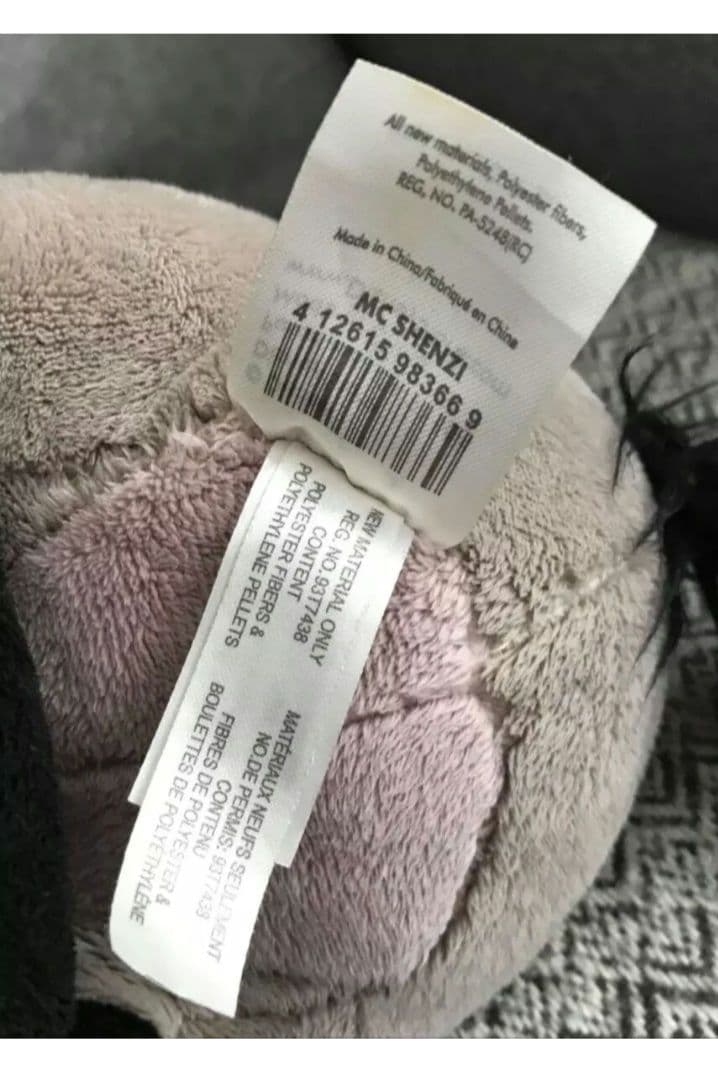 All new materials, Polyester fibers,
Polyethylene Pellets.
REG. NO. PA-5248(RC)
Made in China/Fabriqué en Chine
MC SHENZI
4 12615 98366 9
NEW MATERIAL ONLY
REG NO.93T7438
CONTENT
POLYESTER FIBERS &
POLYETHYLENE PELLETS
MATÉRIAUX NEUFS SEULEMENT
NO.DE PERMIS: 93T7438
CONTENU
FIBRES DE POLYESTER &
BOULETTES DE POLYETHYLENE